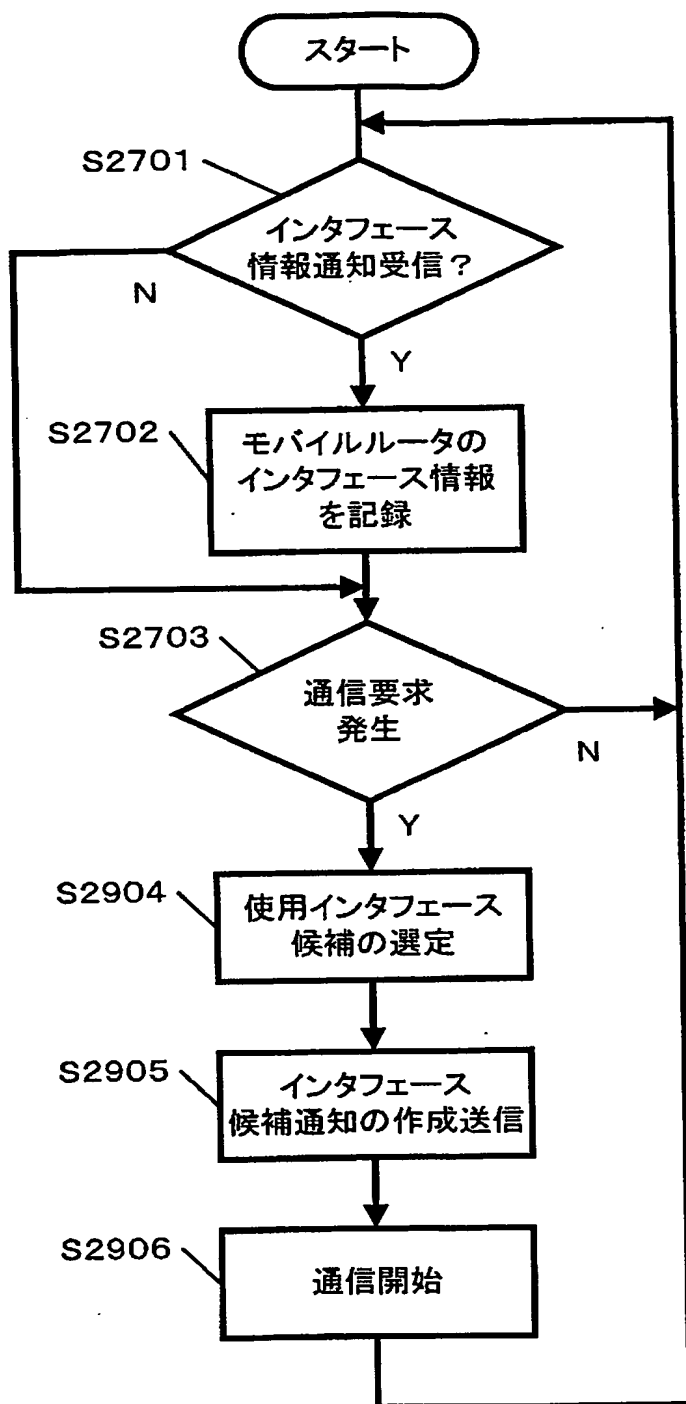 スタート
S2701
インタフェース
情報通知受信？
N
Y
S2702
モバイルルータの
インタフェース情報
を記録
S2703
通信要求
発生
N
Y
S2904
使用インタフェース
候補の選定
S2905
インタフェース
候補通知の作成送信
S2906
通信開始